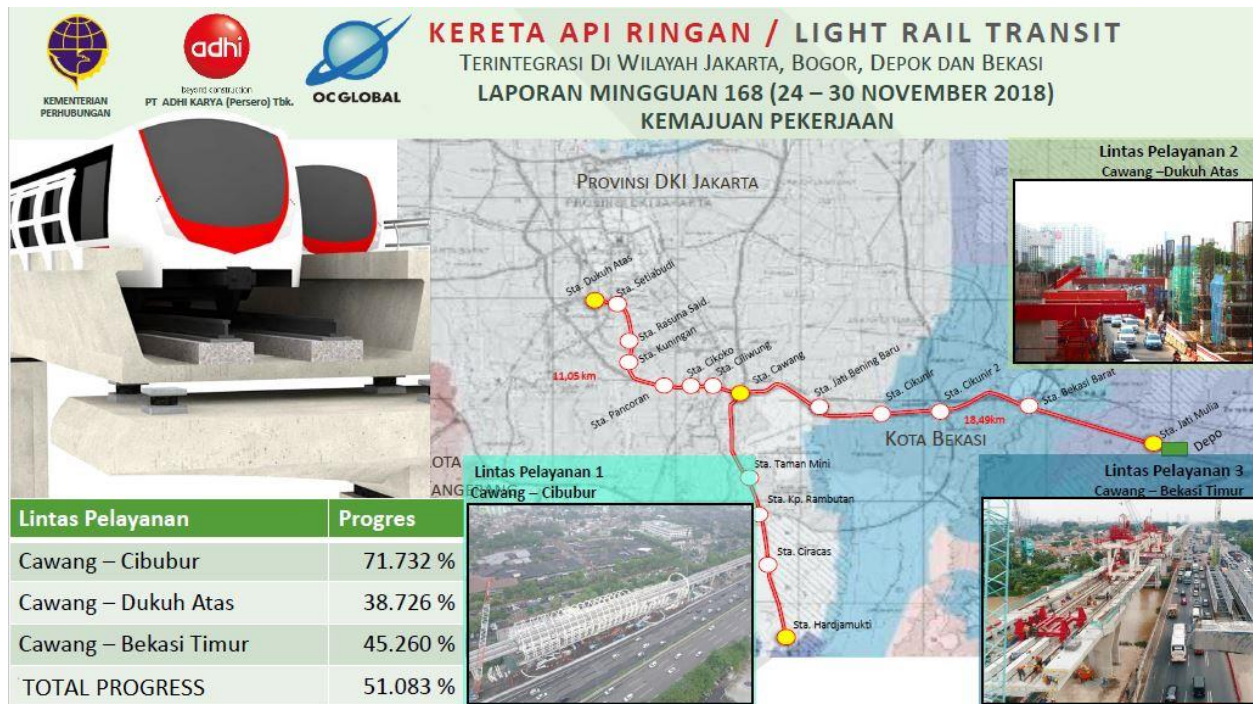 KEMENTERIAN
PERHUBUNGAN
adhi
beyond construction
PT ADHI KARYA (Persero) Tbk.
OCGLOBAL
KERETA API RINGAN / LIGHT RAIL TRANSIT
TERINTEGRASI DI WILAYAH JAKARTA, BOGOR, DEPOK DAN BEKASI
LAPORAN MINGGUAN 168 (24 – 30 NOVEMBER 2018)
KEMAJUAN PEKERJAAN
PROVINSI DKI JAKARTA
Sta. Dukuh Atas
Sta. Setiabudi
Sta. Rasuna Said
Sta. Kuningan
11,05 km
Sta. Pancoran
Sta. Cikoko
Sta. Ciliwung
Sta. Cawang
Sta. Jati Bening Baru
Sta. Cikunir
Sta. Cikunir 2
18,49km
Sta. Bekasi Barat
Sta. Jati Mulia
Depo
KOTA BEKASI
Sta. Taman Mini
Sta. Kp. Rambutan
Sta. Ciracas
Sta. Hardjamukti
Lintas Pelayanan 2
Cawang –Dukuh Atas
Lintas Pelayanan 1
Cawang – Cibubur
Lintas Pelayanan 3
Cawang – Bekasi Timur
Lintas Pelayanan Progres
Cawang – Cibubur 71.732 %
Cawang – Dukuh Atas 38.726 %
Cawang – Bekasi Timur 45.260 %
TOTAL PROGRESS 51.083 %